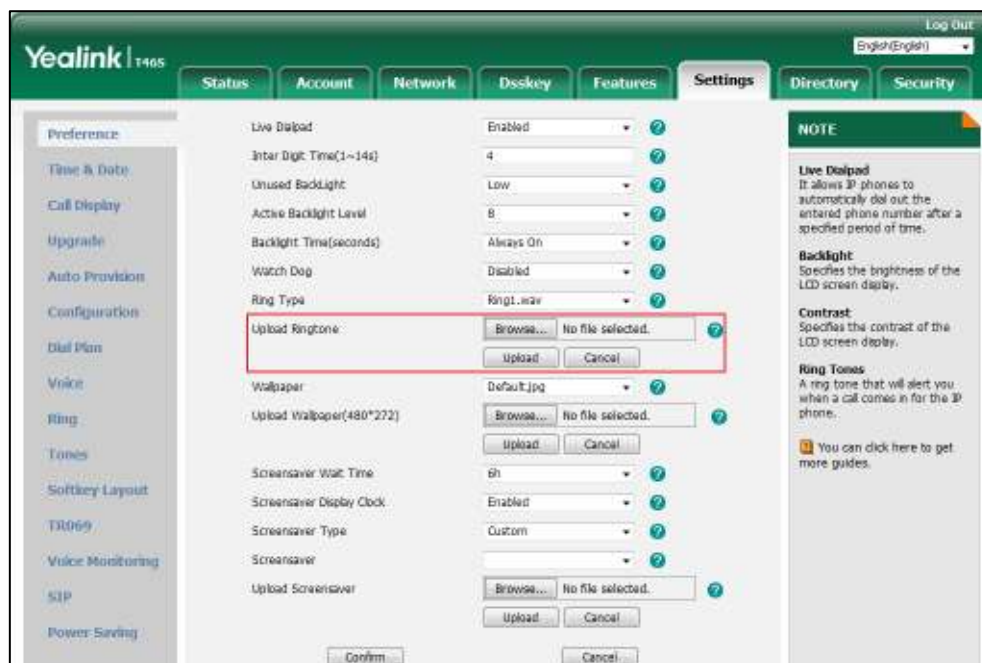 Log Out
Yealink T46S
English(English)
Status Account Network Dsskey Features Settings Directory Security
Preference
Time & Date
Call Display
Upgrade
Auto Provision
Configuration
Dial Plan
Voice
Ring
Tones
Softkey Layout
TR069
Voice Monitoring
SIP
Power Saving
Live Dialpad Enabled
Inter Digit Time(1~14s) 4
Unused BackLight Low
Active Backlight Level 8
Backlight Time(seconds) Always On
Watch Dog Disabled
Ring Type Ring1.wav
Upload Ringtone Browse... No file selected.
Upload Cancel
Wallpaper Default.jpg
Upload Wallpaper(480*272) Browse... No file selected.
Upload Cancel
Screensaver Wait Time 6h
Screensaver Display Clock Enabled
Screensaver Type Custom
Screensaver
Upload Screensaver Browse... No file selected.
Upload Cancel
Confirm Cancel
NOTE
Live Dialpad
It allows IP phones to
automatically dial out the
entered phone number after a
specified period of time.
Backlight
Specifies the brightness of the
LCD screen display.
Contrast
Specifies the contrast of the
LCD screen display.
Ring Tones
A ring tone that will alert you
when a call comes in for the IP
phone.
You can click here to get
more guides.